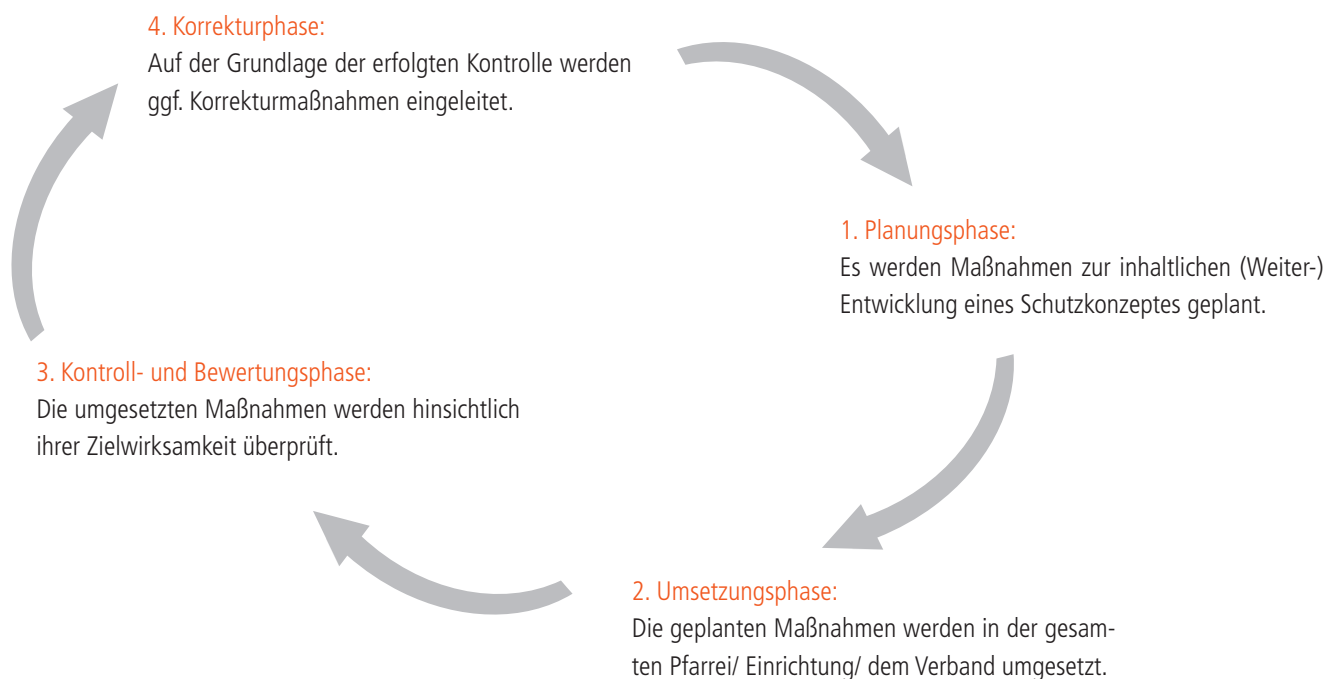 4. Korrekturphase:
Auf der Grundlage der erfolgten Kontrolle werden
ggf. Korrekturmaßnahmen eingeleitet.
1. Planungsphase:
Es werden Maßnahmen zur inhaltlichen (Weiter-)
Entwicklung eines Schutzkonzeptes geplant.
3. Kontroll- und Bewertungsphase:
Die umgesetzten Maßnahmen werden hinsichtlich
ihrer Zielwirksamkeit überprüft.
2. Umsetzungsphase:
Die geplanten Maßnahmen werden in der gesam-
ten Pfarrei/ Einrichtung/ dem Verband umgesetzt.